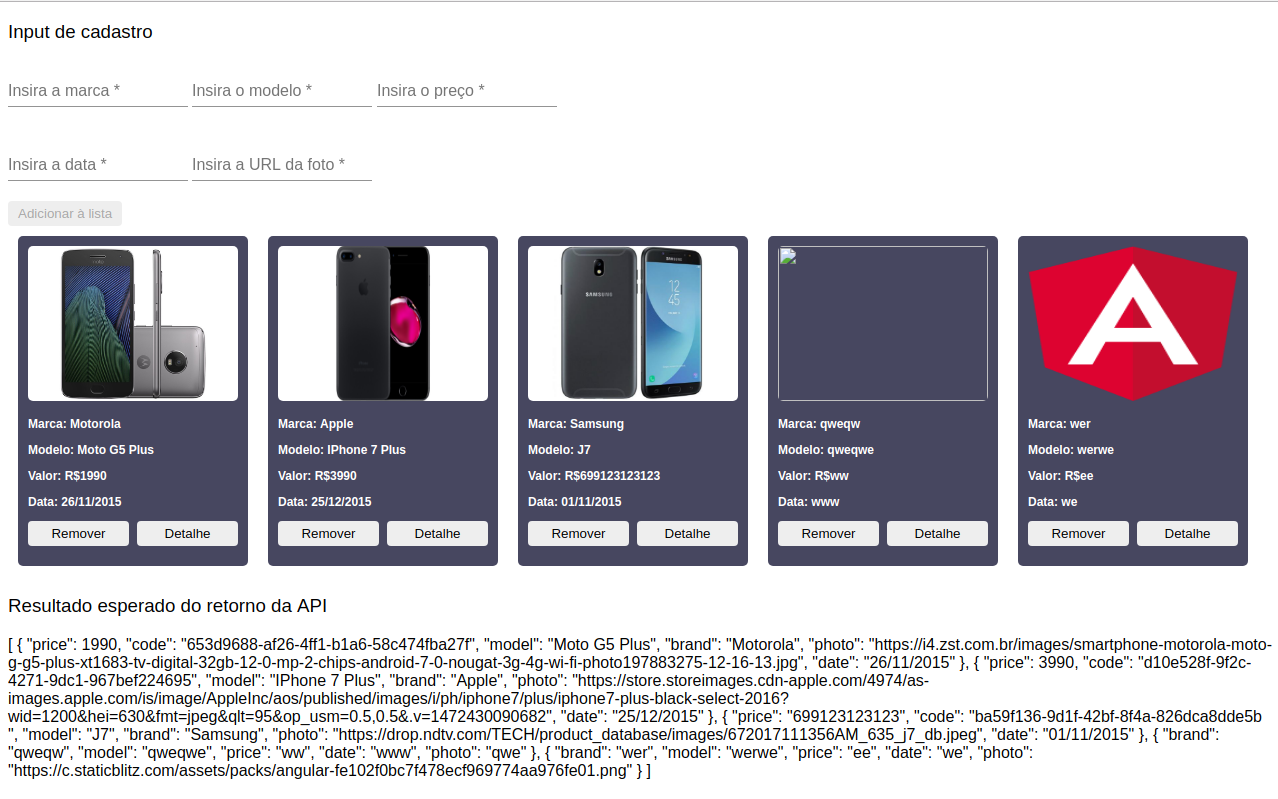 Input de cadastro
Insira a marca * Insira o modelo * Insira o preço *
Insira a data * Insira a URL da foto *
Adicionar à lista
SAMSUNG
SAMSUNG
12
45
Marca: Motorola
Modelo: Moto G5 Plus
Valor: R$1990
Data: 26/11/2015
Remover Detalhe
Marca: Apple
Modelo: IPhone 7 Plus
Valor: R$3990
Data: 25/12/2015
Remover Detalhe
Marca: Samsung
Modelo: J7
Valor: R$699123123123
Data: 01/11/2015
Remover Detalhe
Marca: qweqw
Modelo: qweqwe
Valor: R$ww
Data: www
Remover Detalhe
Marca: wer
Modelo: werwe
Valor: R$ee
Data: we
Remover Detalhe
Resultado esperado do retorno da API
[ { "price": 1990, "code": "653d9688-af26-4ff1-b1a6-58c474fba27f", "model": "Moto G5 Plus", "brand": "Motorola", "photo": "https://i4.zst.com.br/images/smartphone-motorola-moto-
g-g5-plus-xt1683-tv-digital-32gb-12-0-mp-2-chips-android-7-0-nougat-3g-4g-wi-fi-photo197883275-12-16-13.jpg", "date": "26/11/2015" }, { "price": 3990, "code": "d10e528f-9f2c-
4271-9dc1-967bef224695", "model": "IPhone 7 Plus", "brand": "Apple", "photo": "https://store.storeimages.cdn-apple.com/4974/as-
images.apple.com/is/image/AppleInc/aos/published/images/i/ph/iphone7/plus/iphone7-plus-black-select-2016?
wid=1200&hei=630&fmt=jpeg&qlt=95&op_usm=0.5,0.5&.v=1472430090682", "date": "25/12/2015" }, { "price": "699123123123", "code": "ba59f136-9d1f-42bf-8f4a-826dca8dde5b
", "model": "J7", "brand": "Samsung", "photo": "https://drop.ndtv.com/TECH/product_database/images/672017111356AM_635_j7_db.jpeg", "date": "01/11/2015" }, { "brand":
"qweqw", "model": "qweqwe", "price": "ww", "date": "www", "photo": "qwe" }, { "brand": "wer", "model": "werwe", "price": "ee", "date": "we", "photo":
"https://c.staticblitz.com/assets/packs/angular-fe102f0bc7f478ecf969774aa976fe01.png" } ]